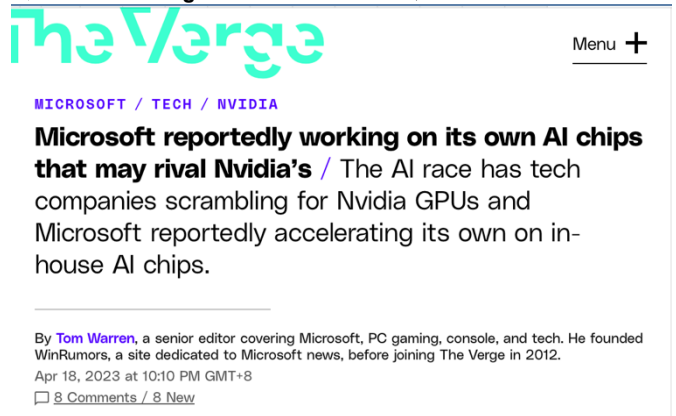 The Verge
Menu +
MICROSOFT / TECH / NVIDIA
Microsoft reportedly working on its own AI chips
that may rival Nvidia's / The AI race has tech
companies scrambling for Nvidia GPUs and
Microsoft reportedly accelerating its own on in-
house AI chips.
By Tom Warren, a senior editor covering Microsoft, PC gaming, console, and tech. He founded
WinRumors, a site dedicated to Microsoft news, before joining The Verge in 2012.
Apr 18, 2023 at 10:10 PM GMT+8
8 Comments / 8 New